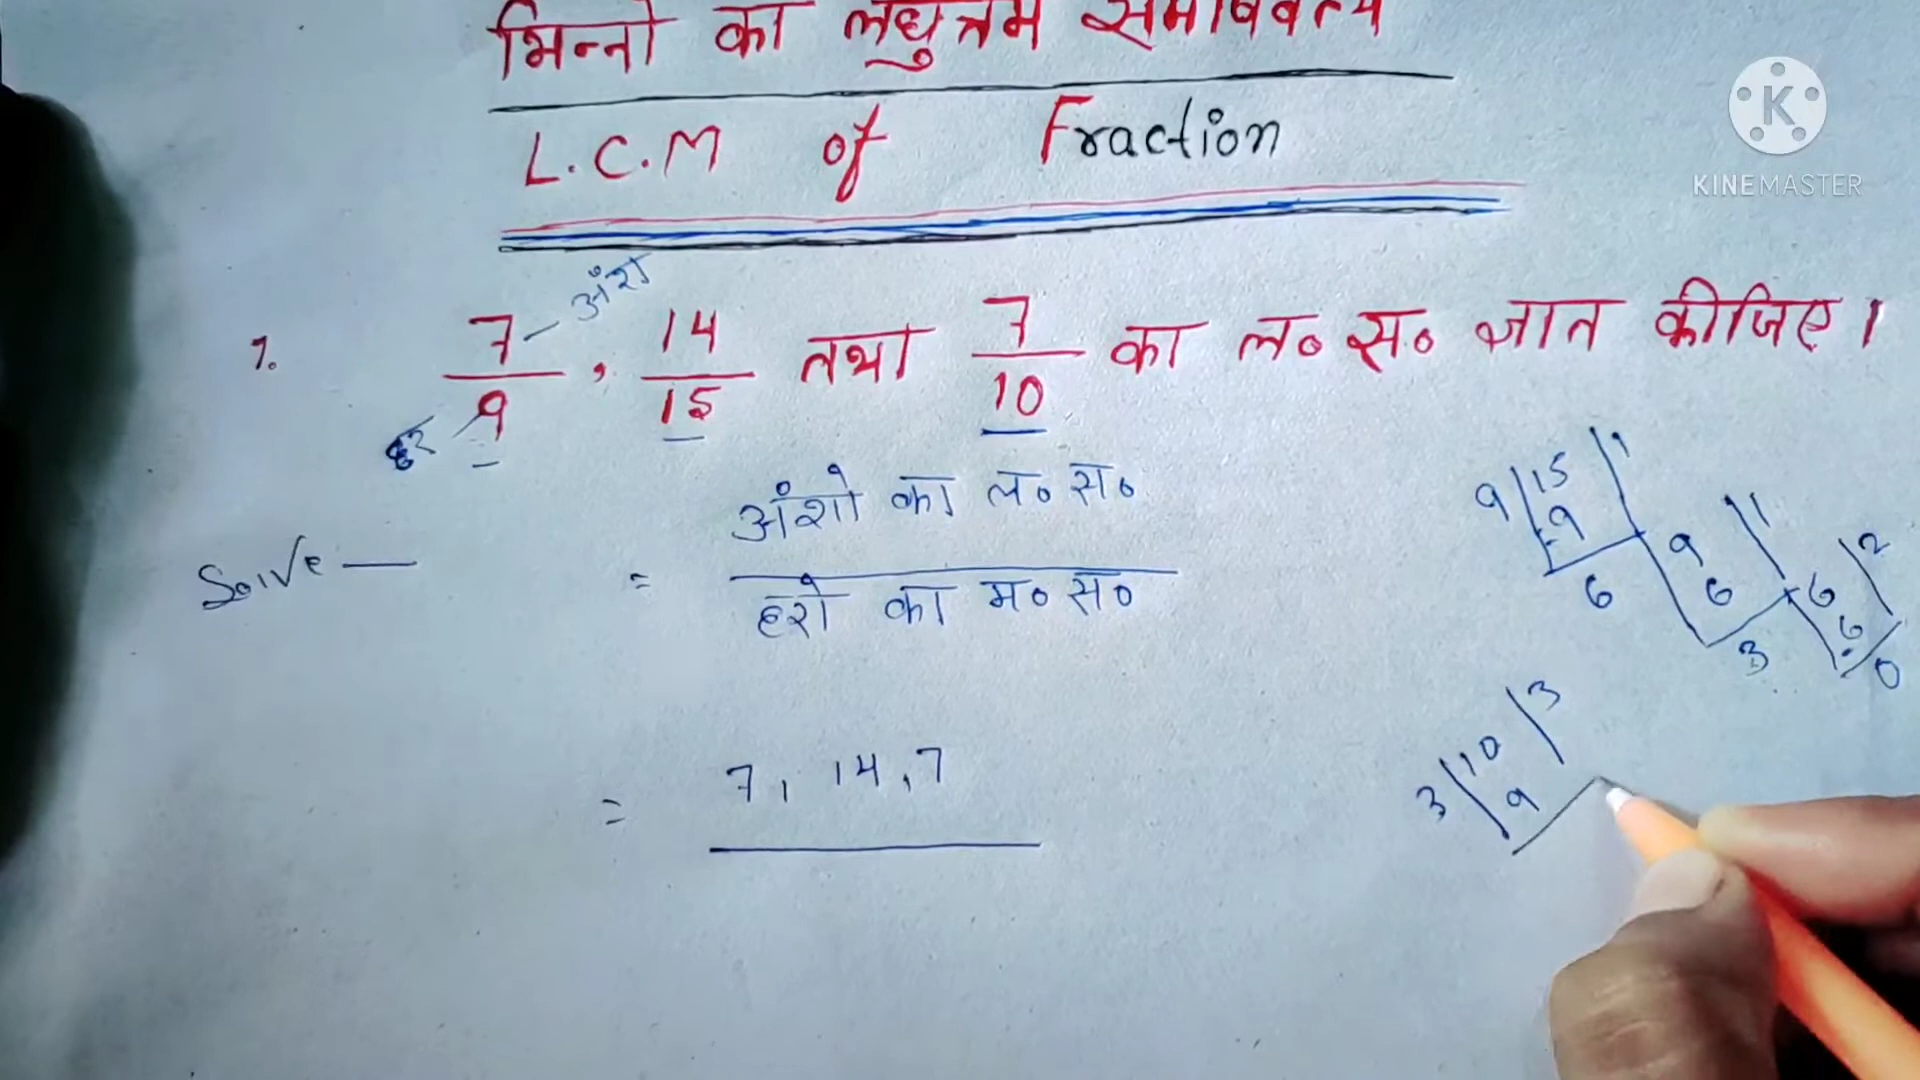 भिन्नो का लघुत्तम समापवर्त्य
L.C.M of Fraction
KINEMASTER
1. 7/9 , 14/15 तथा 7/10 का ल० स० ज्ञात कीजिए।
अंश
हर
Solve — = अंशो का ल० स० / हरो का म० स०
= 7, 14, 7
9 ) 15 ( 1
9
6 ) 9 ( 1
6
3 ) 6 ( 2
6
0
3 ) 10 ( 3
9